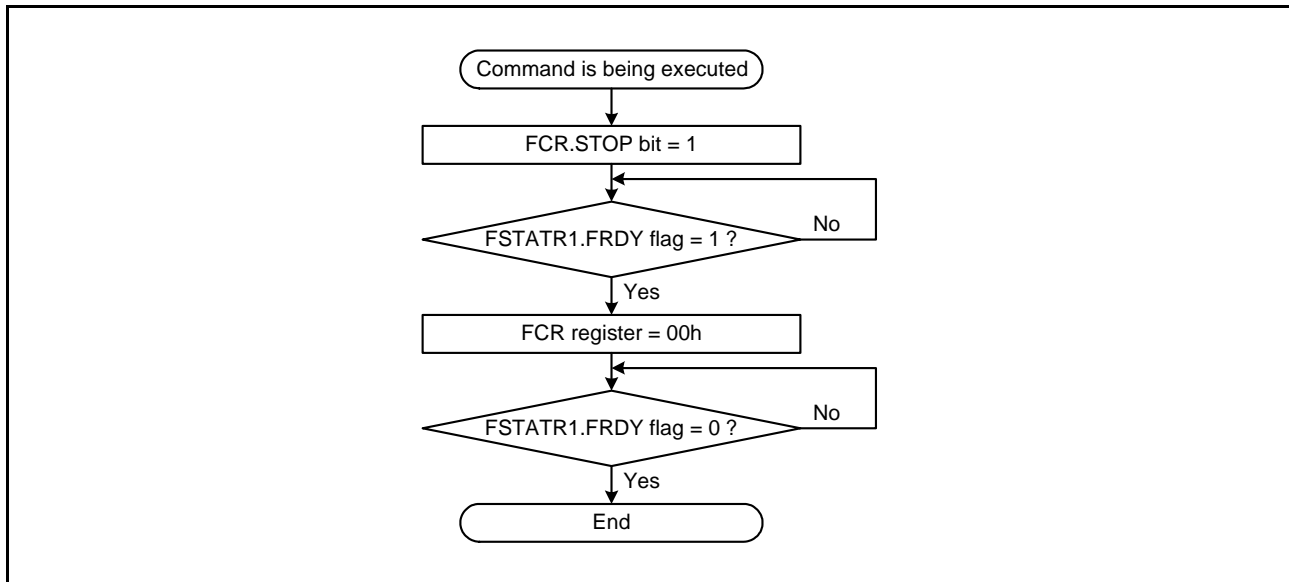 Command is being executed
FCR.STOP bit = 1
FSTATR1.FRDY flag = 1 ?
No
Yes
FCR register = 00h
FSTATR1.FRDY flag = 0 ?
No
Yes
End